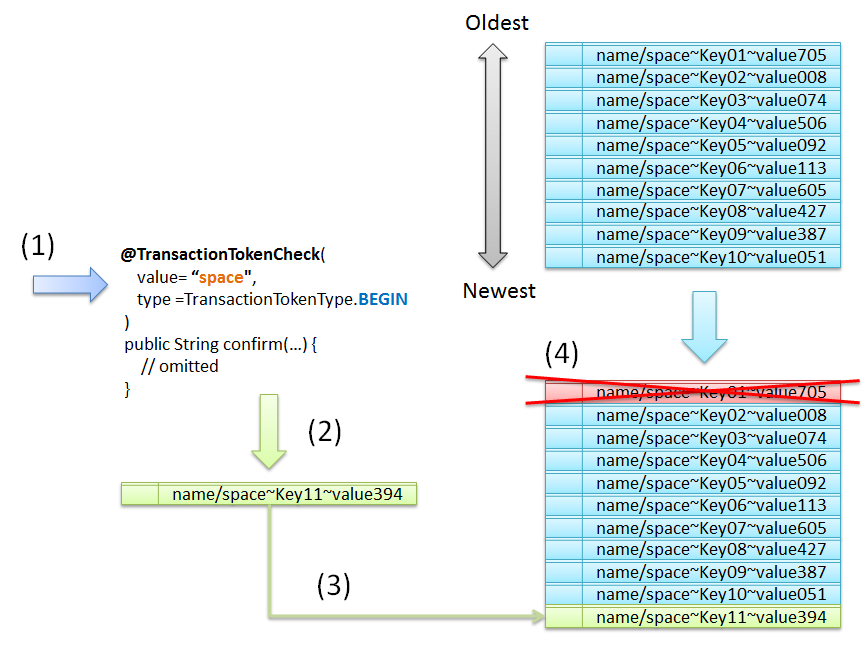 Oldest
name/space~Key01~value705
name/space~Key02~value008
name/space~Key03~value074
name/space~Key04~value506
name/space~Key05~value092
name/space~Key06~value113
name/space~Key07~value605
name/space~Key08~value427
name/space~Key09~value387
name/space~Key10~value051
Newest
(1)
@TransactionTokenCheck(
value= “space",
type =TransactionTokenType.BEGIN
)
public String confirm(…) {
// omitted
}
(2)
name/space~Key11~value394
(3)
(4)
name/space~Key01~value705
name/space~Key02~value008
name/space~Key03~value074
name/space~Key04~value506
name/space~Key05~value092
name/space~Key06~value113
name/space~Key07~value605
name/space~Key08~value427
name/space~Key09~value387
name/space~Key10~value051
name/space~Key11~value394